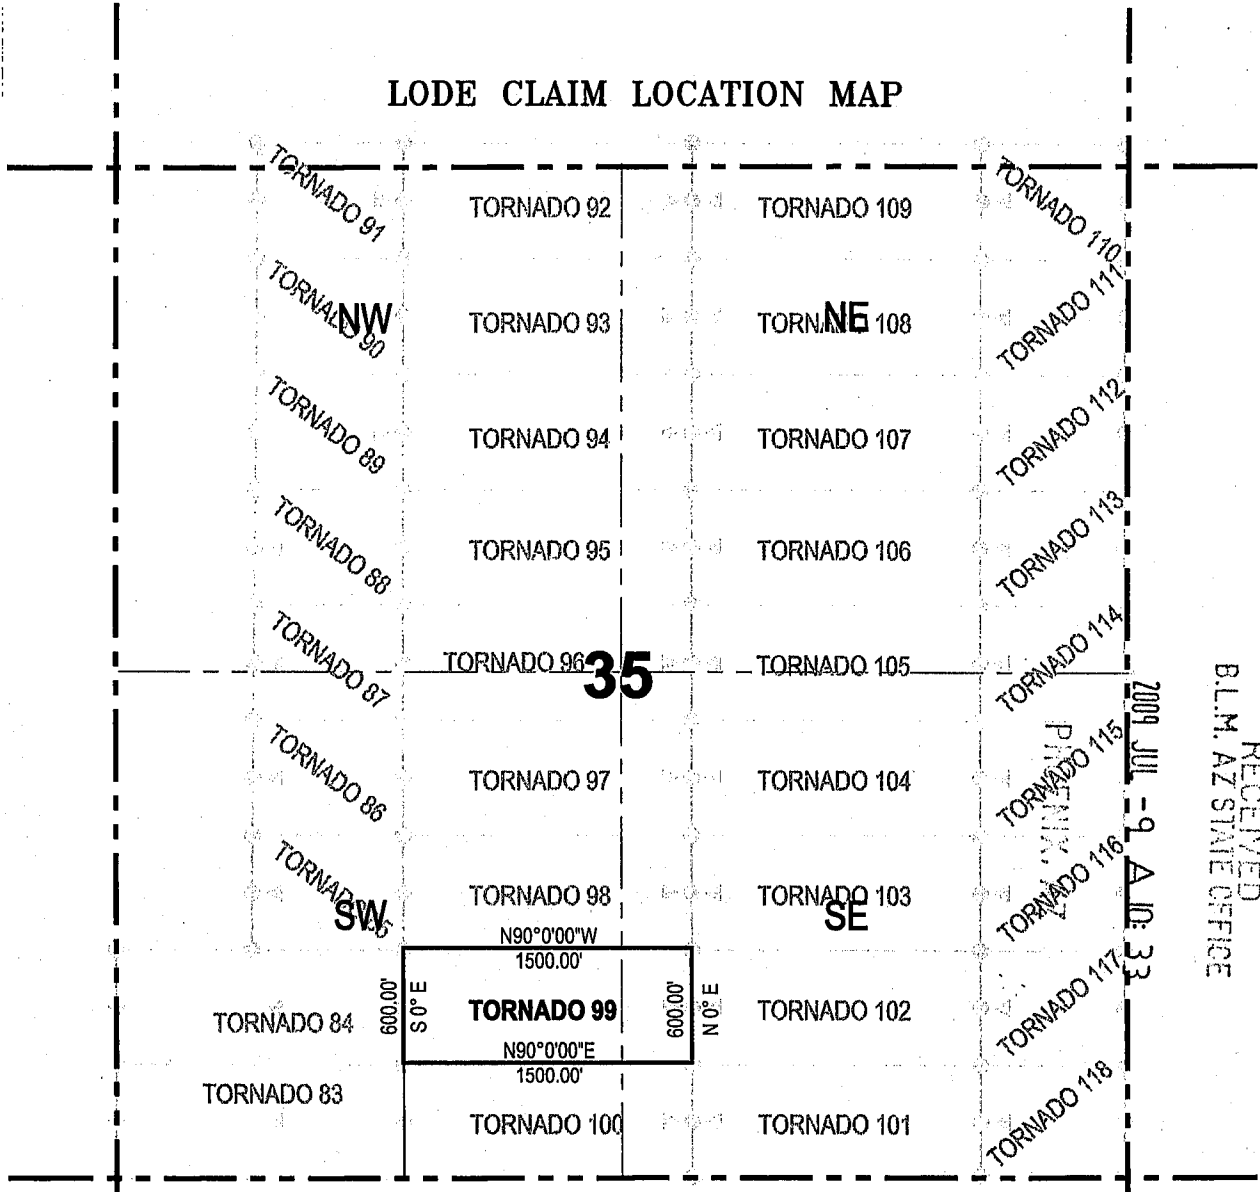 LODE CLAIM LOCATION MAP
TORNADO 91
TORNADO 92
TORNADO 109
TORNADO 110
NW
TORNADO 93
NE
TORNADO 111
TORNADO 89
TORNADO 94
TORNADO 107
TORNADO 112
TORNADO 88
TORNADO 95
TORNADO 106
TORNADO 113
TORNADO 87
TORNADO 96
35
TORNADO 105
TORNADO 114
TORNADO 86
TORNADO 97
TORNADO 104
TORNADO 115
SW
TORNADO 98
TORNADO 103
SE
TORNADO 116
N90°0'00"W
1500.00'
TORNADO 84
600.00'
S 0° E
TORNADO 99
600.00'
N 0° E
TORNADO 102
TORNADO 117
N90°0'00"E
1500.00'
TORNADO 83
TORNADO 100
TORNADO 101
TORNADO 118
RECEIVED
B.L.M. AZ STATE OFFICE
2009 JUL -9 A 10: 33